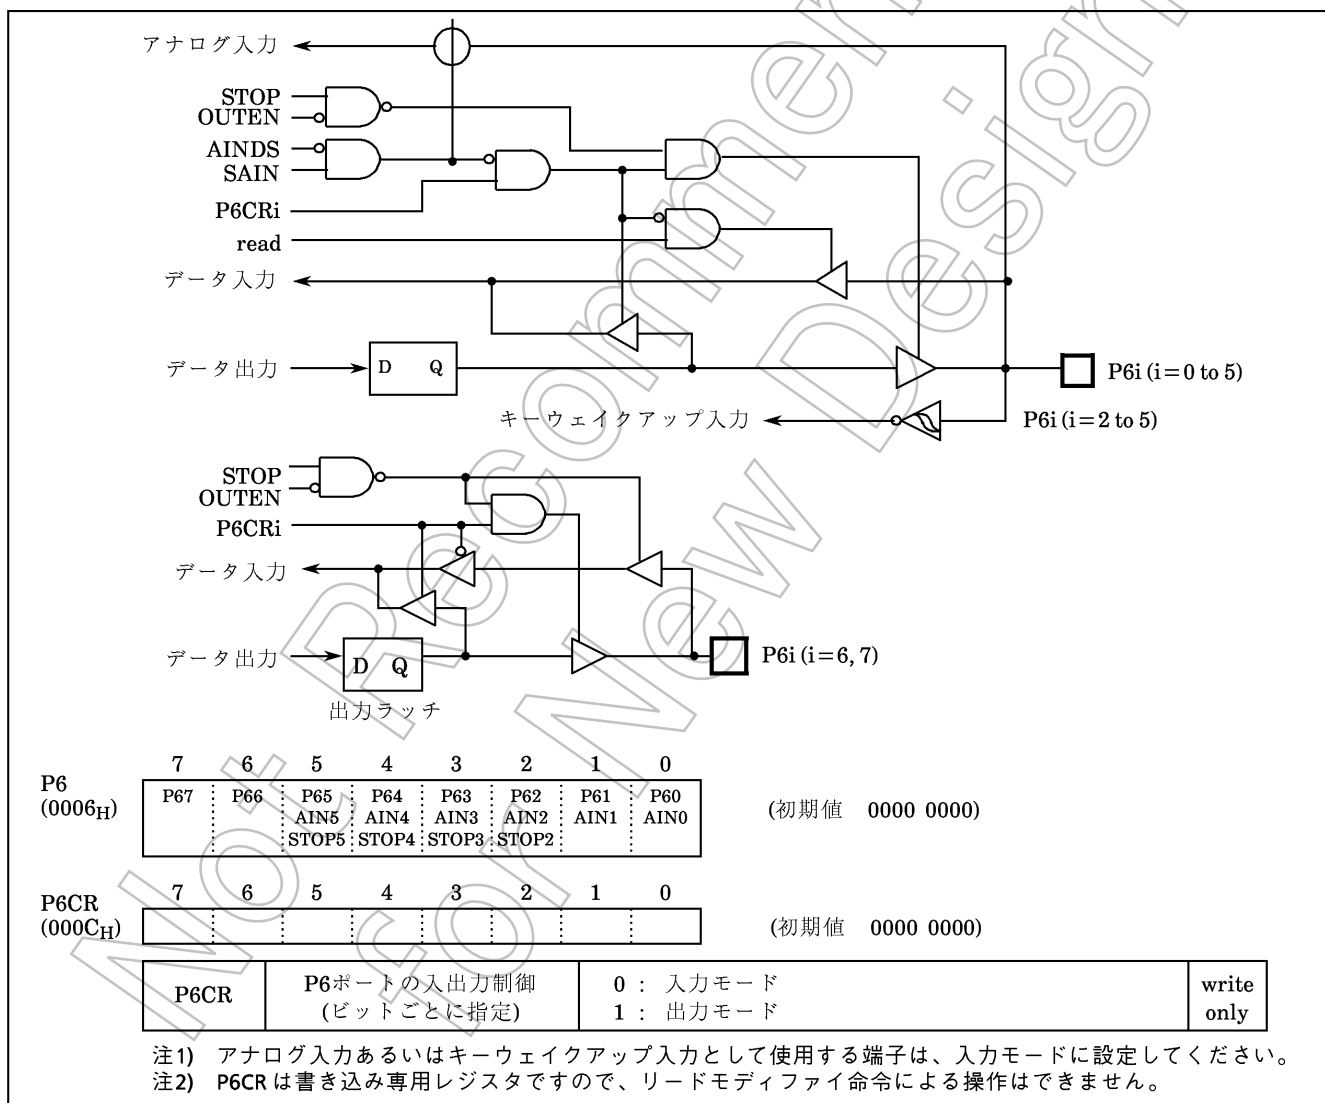 アナログ入力
STOP
OUTEN
AINDS
SAIN
P6CRi
read
データ入力
データ出力
D Q
P6i (i=0 to 5)
キーウェイクアップ入力
P6i (i=2 to 5)
STOP
OUTEN
P6CRi
データ入力
データ出力
D Q
P6i (i=6, 7)
出力ラッチ
7 6 5 4 3 2 1 0
P6
(0006H)
P67 P66 P65 P64 P63 P62 P61 P60
AIN5 AIN4 AIN3 AIN2 AIN1 AIN0
STOP5 STOP4 STOP3 STOP2
(初期値 0000 0000)
7 6 5 4 3 2 1 0
P6CR
(000CH)
(初期値 0000 0000)
P6CR
P6ポートの入出力制御
(ビットごとに指定)
0 : 入力モード
1 : 出力モード
write
only
注1) アナログ入力あるいはキーウェイクアップ入力として使用する端子は、入力モードに設定してください。
注2) P6CR は書き込み専用レジスタですので、リードモディファイ命令による操作はできません。
Not Recommen
for New Design